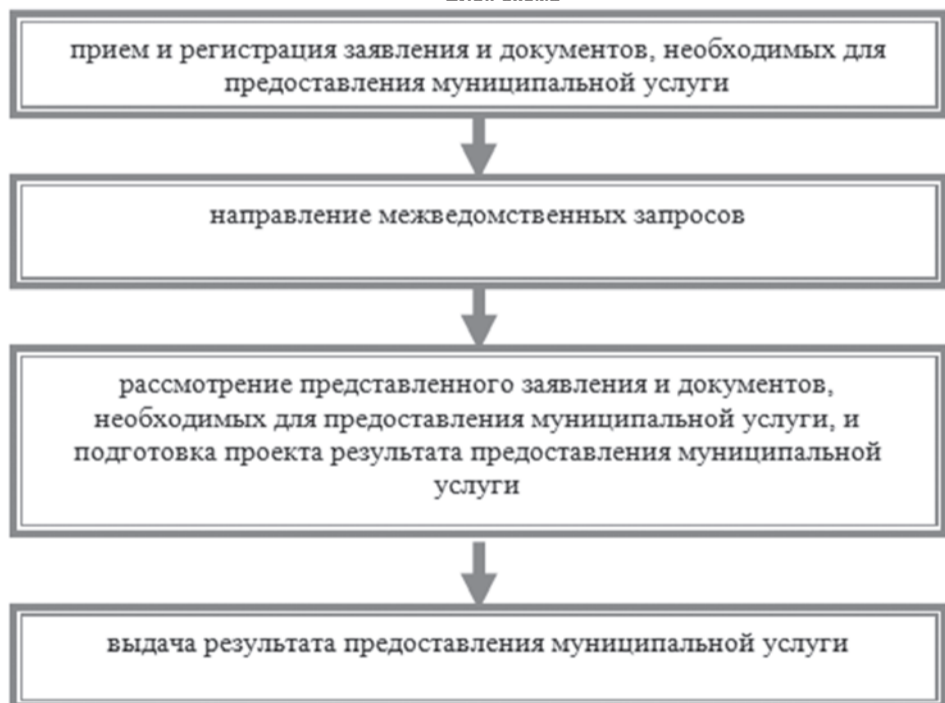 прием и регистрация заявления и документов, необходимых для
предоставления муниципальной услуги
направление межведомственных запросов
рассмотрение представленного заявления и документов,
необходимых для предоставления муниципальной услуги, и
подготовка проекта результата предоставления муниципальной
услуги
выдача результата предоставления муниципальной услуги